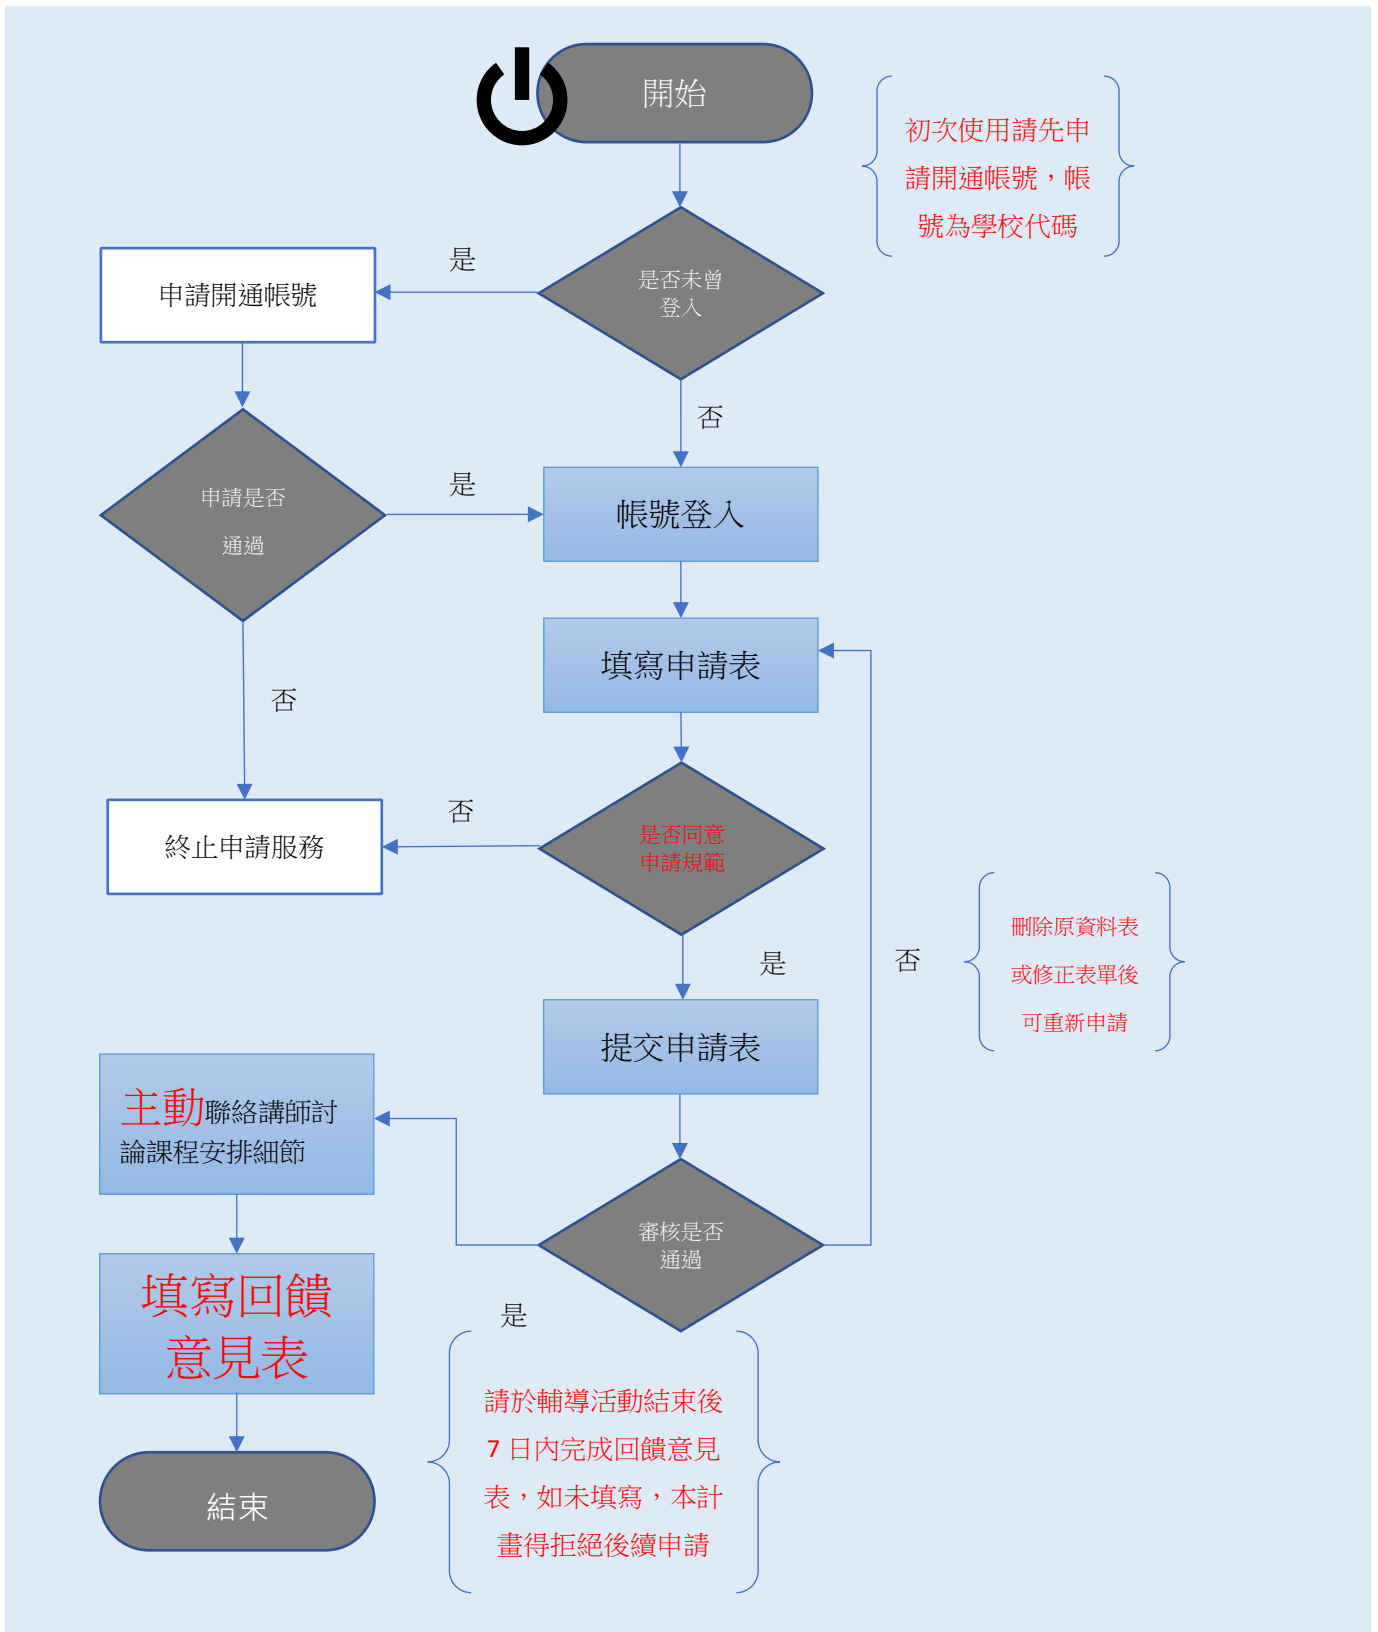 開始
初次使用請先申
請開通帳號，帳
號為學校代碼
是否未曾
登入
是
申請開通帳號
否
申請是否
通過
是
帳號登入
填寫申請表
否
是否同意
申請規範
否
終止申請服務
是
否
刪除原資料表
或修正表單後
可重新申請
提交申請表
主動聯絡講師討
論課程安排細節
審核是否
通過
是
填寫回饋
意見表
請於輔導活動結束後
7 日內完成回饋意見
表，如未填寫，本計
畫得拒絕後續申請
結束